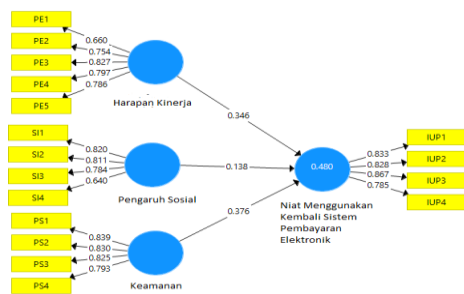 PE1
0.660
PE2
0.754
PE3
0.827
PE4
0.797
PE5
0.786
Harapan Kinerja
0.346
SI1
0.820
SI2
0.811
SI3
0.784
SI4
0.640
Pengaruh Sosial
0.138
PS1
0.839
PS2
0.830
PS3
0.825
PS4
0.793
Keamanan
0.376
0.480
Niat Menggunakan
Kembali Sistem
Pembayaran
Elektronik
0.833
IUP1
0.828
IUP2
0.867
IUP3
0.785
IUP4